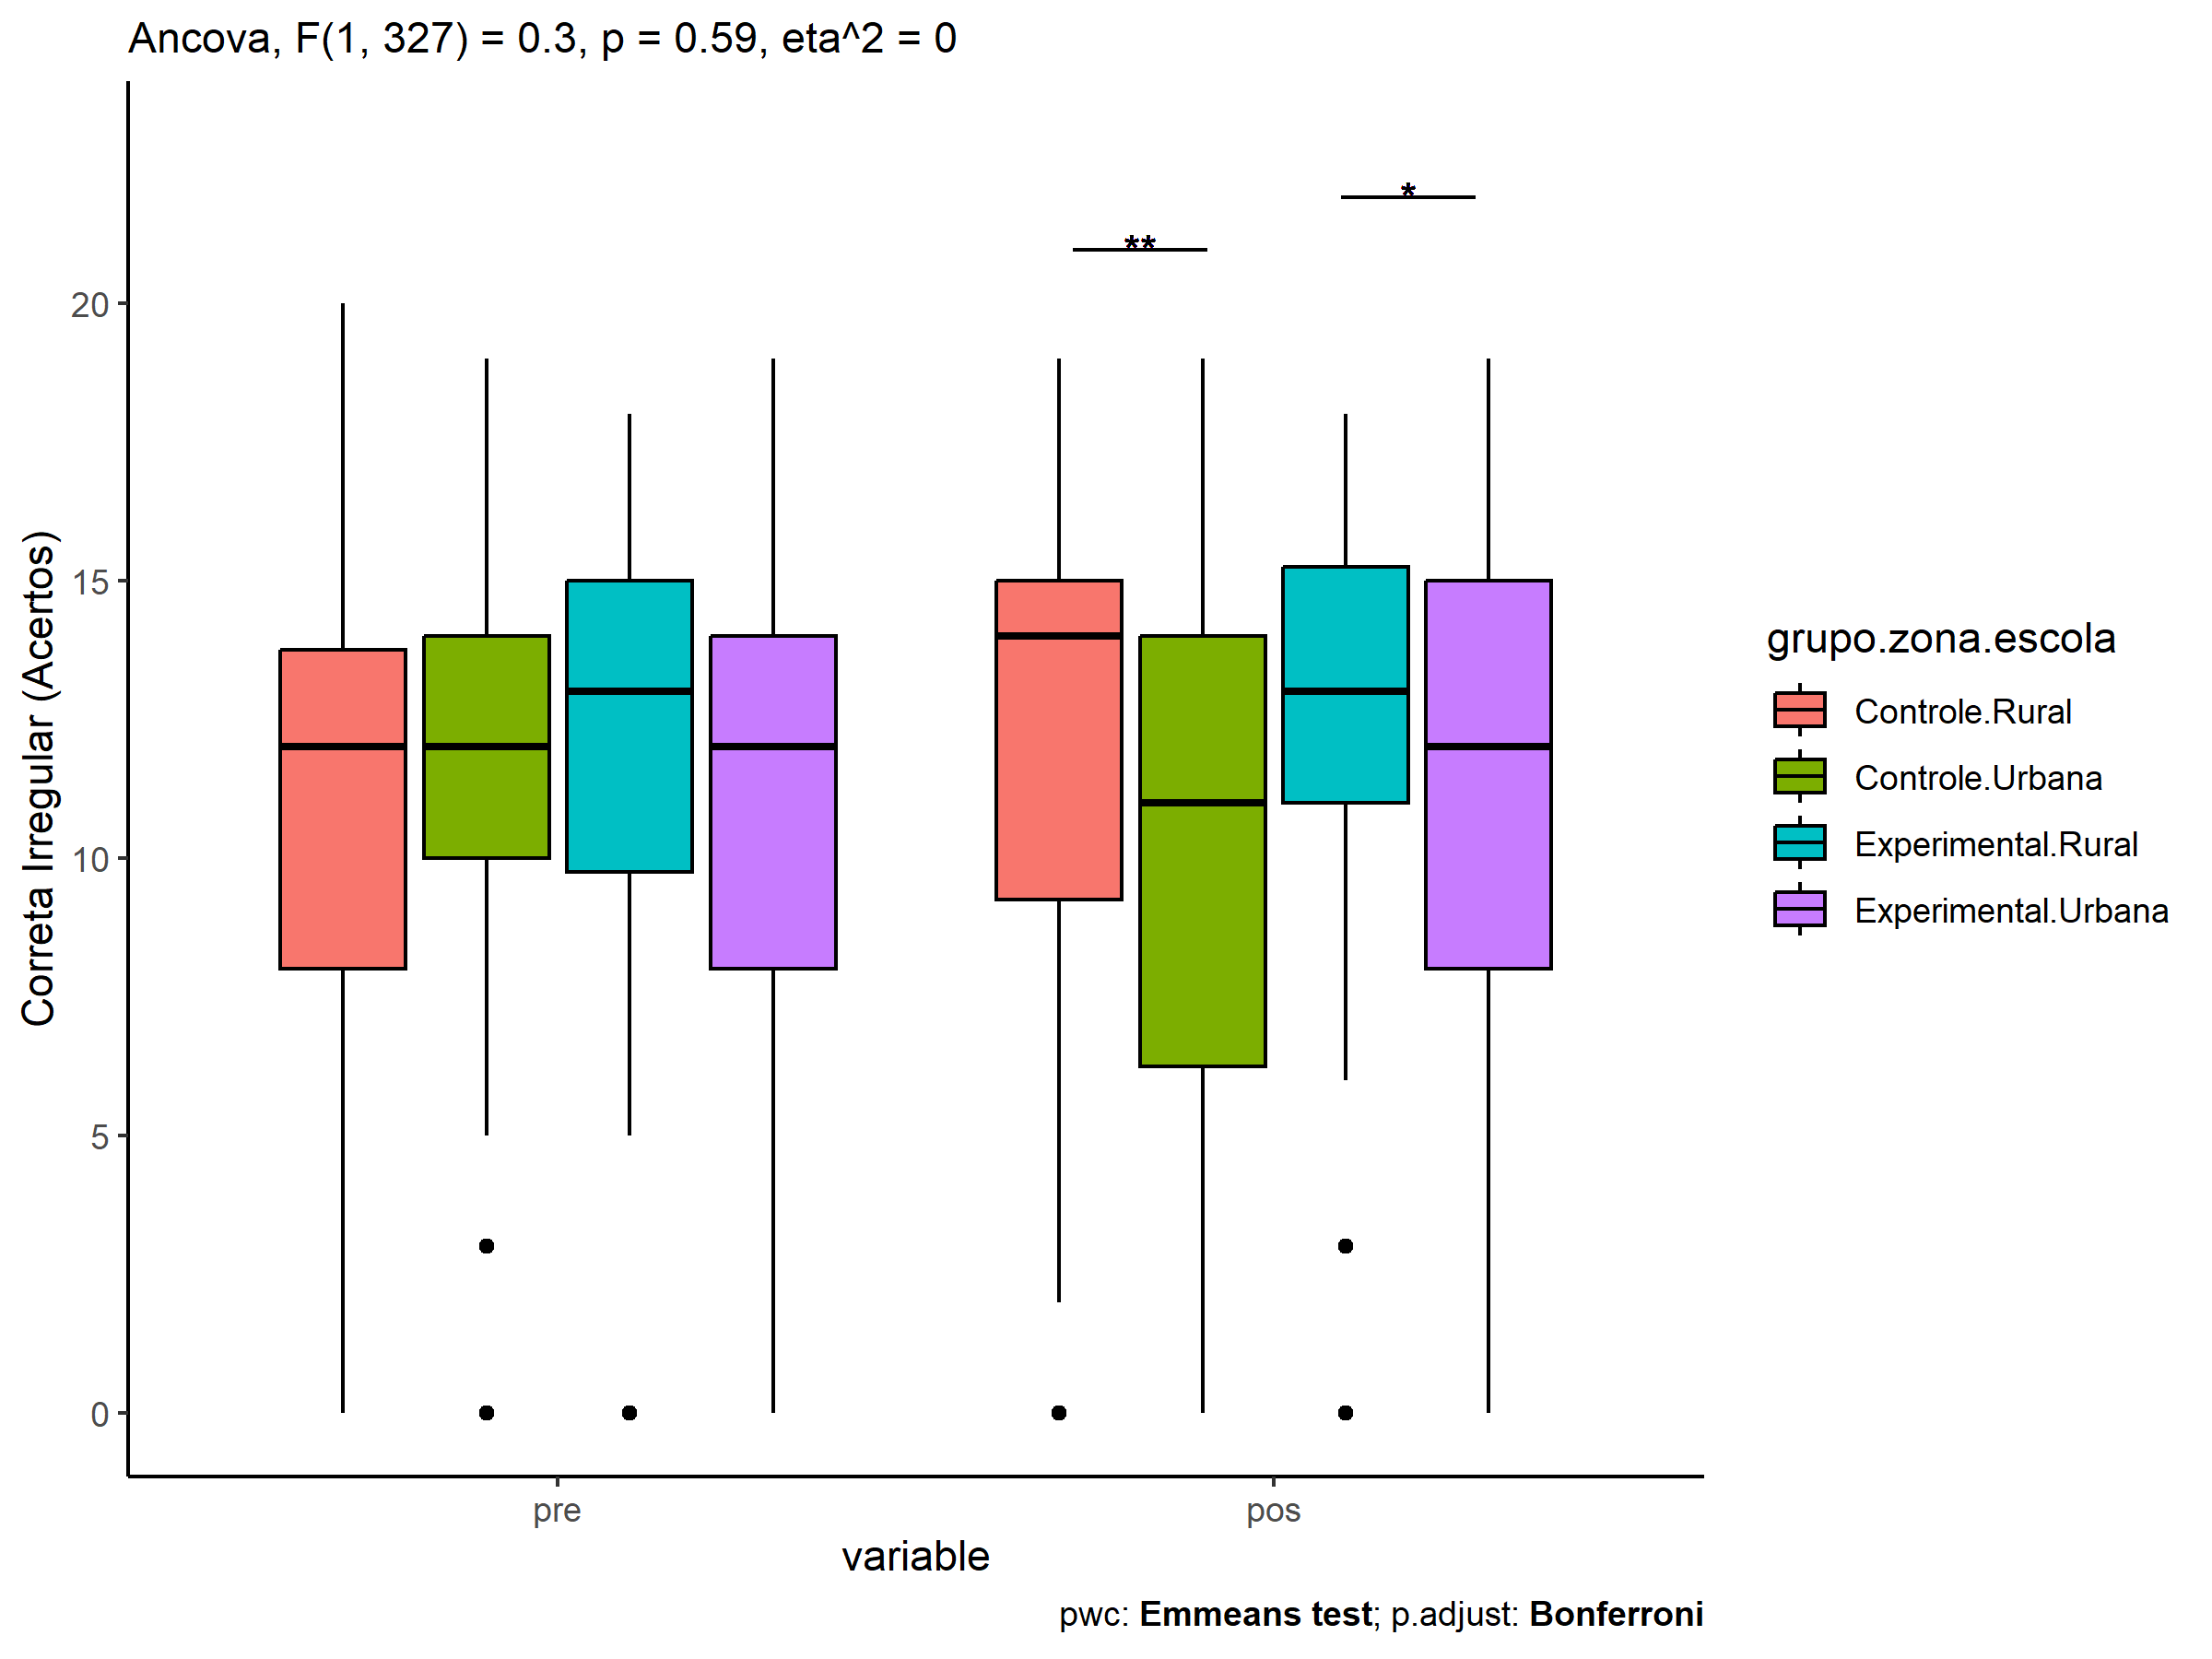 Ancova, F(1, 327) = 0.3, p = 0.59, eta^2 = 0
Correta Irregular (Acertos)
20
15
10
5
0
**
*
pre
pos
variable
grupo.zona.escola
Controle.Rural
Controle.Urbana
Experimental.Rural
Experimental.Urbana
pwc: Emmeans test; p.adjust: Bonferroni